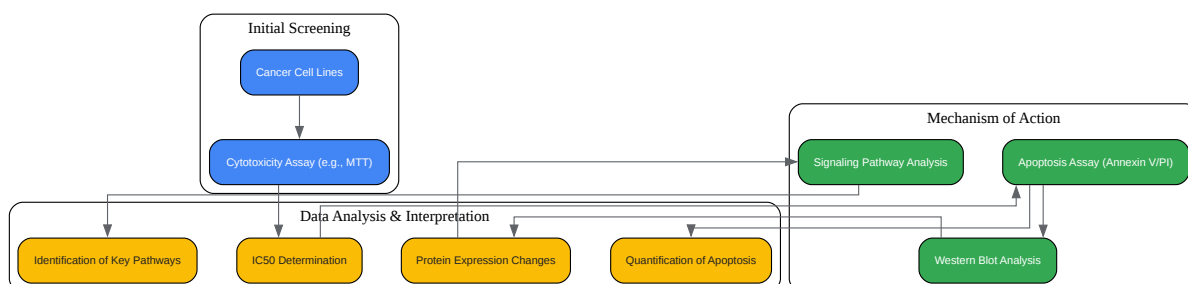 Initial Screening
Cancer Cell Lines
Cytotoxicity Assay (e.g., MTT)
Mechanism of Action
Signaling Pathway Analysis
Apoptosis Assay (Annexin V/PI)
Data Analysis & Interpretation
Identification of Key Pathways
IC50 Determination
Protein Expression Changes
Quantification of Apoptosis
Western Blot Analysis